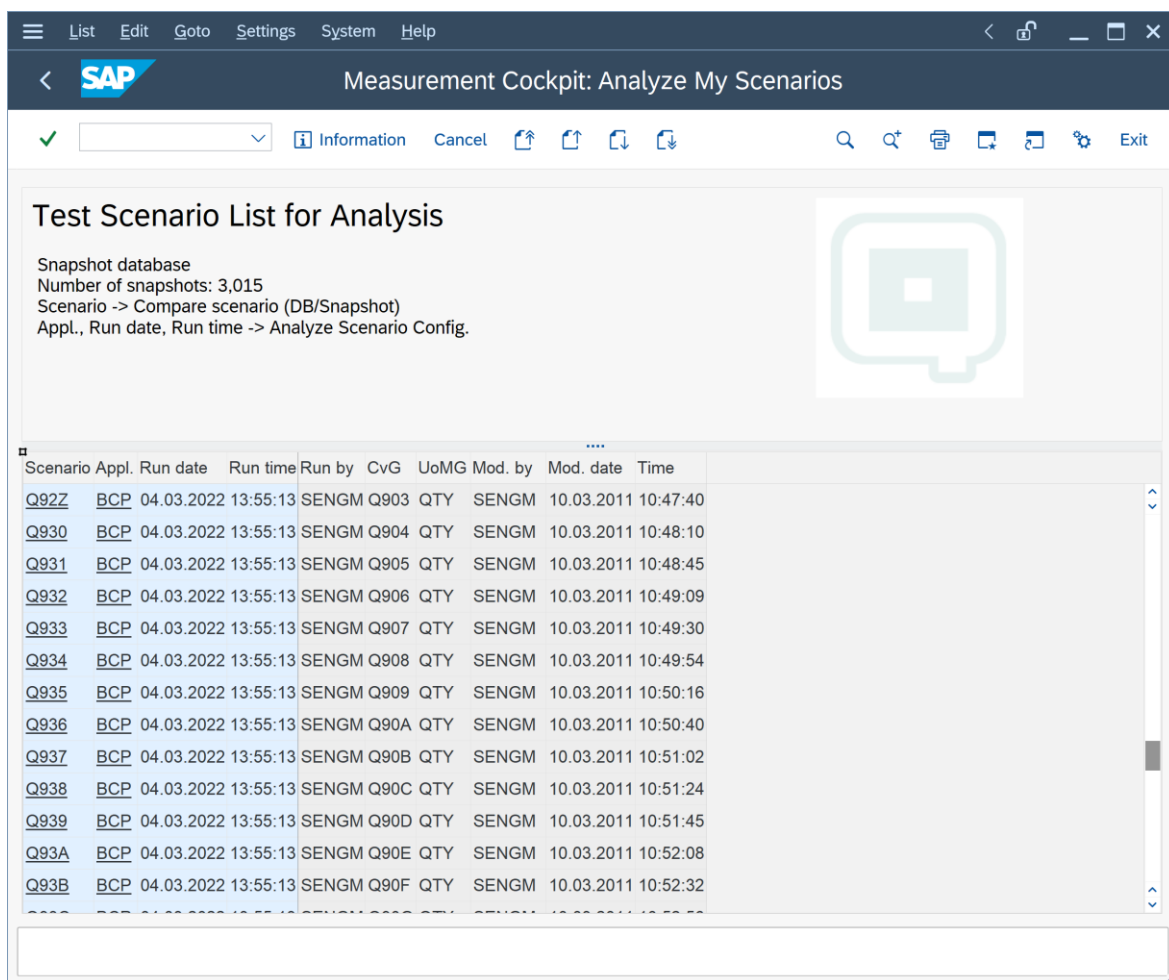 List Edit Goto Settings System Help
SAP Measurement Cockpit: Analyze My Scenarios
Information Cancel Exit
Test Scenario List for Analysis
Snapshot database
Number of snapshots: 3,015
Scenario -> Compare scenario (DB/Snapshot)
Appl., Run date, Run time -> Analyze Scenario Config.
Scenario Appl. Run date Run time Run by CvG UoMG Mod. by Mod. date Time
Q92Z BCP 04.03.2022 13:55:13 SENGM Q903 QTY SENGM 10.03.2011 10:47:40
Q930 BCP 04.03.2022 13:55:13 SENGM Q904 QTY SENGM 10.03.2011 10:48:10
Q931 BCP 04.03.2022 13:55:13 SENGM Q905 QTY SENGM 10.03.2011 10:48:45
Q932 BCP 04.03.2022 13:55:13 SENGM Q906 QTY SENGM 10.03.2011 10:49:09
Q933 BCP 04.03.2022 13:55:13 SENGM Q907 QTY SENGM 10.03.2011 10:49:30
Q934 BCP 04.03.2022 13:55:13 SENGM Q908 QTY SENGM 10.03.2011 10:49:54
Q935 BCP 04.03.2022 13:55:13 SENGM Q909 QTY SENGM 10.03.2011 10:50:16
Q936 BCP 04.03.2022 13:55:13 SENGM Q90A QTY SENGM 10.03.2011 10:50:40
Q937 BCP 04.03.2022 13:55:13 SENGM Q90B QTY SENGM 10.03.2011 10:51:02
Q938 BCP 04.03.2022 13:55:13 SENGM Q90C QTY SENGM 10.03.2011 10:51:24
Q939 BCP 04.03.2022 13:55:13 SENGM Q90D QTY SENGM 10.03.2011 10:51:45
Q93A BCP 04.03.2022 13:55:13 SENGM Q90E QTY SENGM 10.03.2011 10:52:08
Q93B BCP 04.03.2022 13:55:13 SENGM Q90F QTY SENGM 10.03.2011 10:52:32